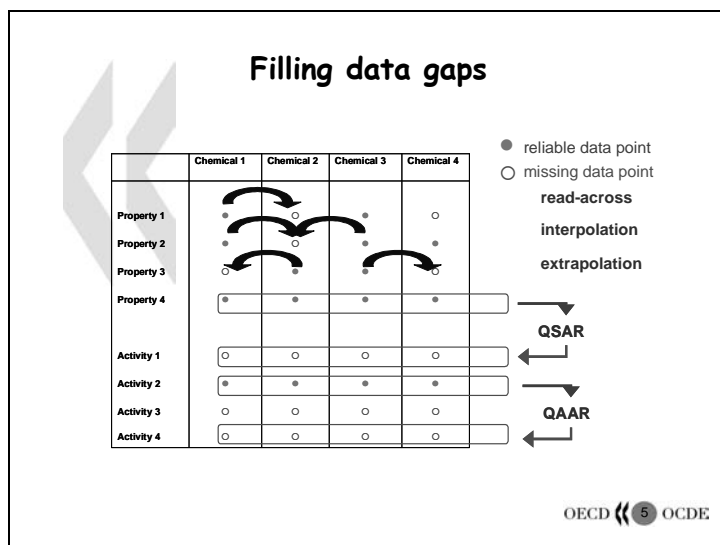 Filling data gaps
reliable data point
missing data point
read-across
interpolation
extrapolation
Chemical 1 Chemical 2 Chemical 3 Chemical 4
Property 1
Property 2
Property 3
Property 4
QSAR
Activity 1
Activity 2
Activity 3
QAAR
Activity 4
OECD 5 OCDE